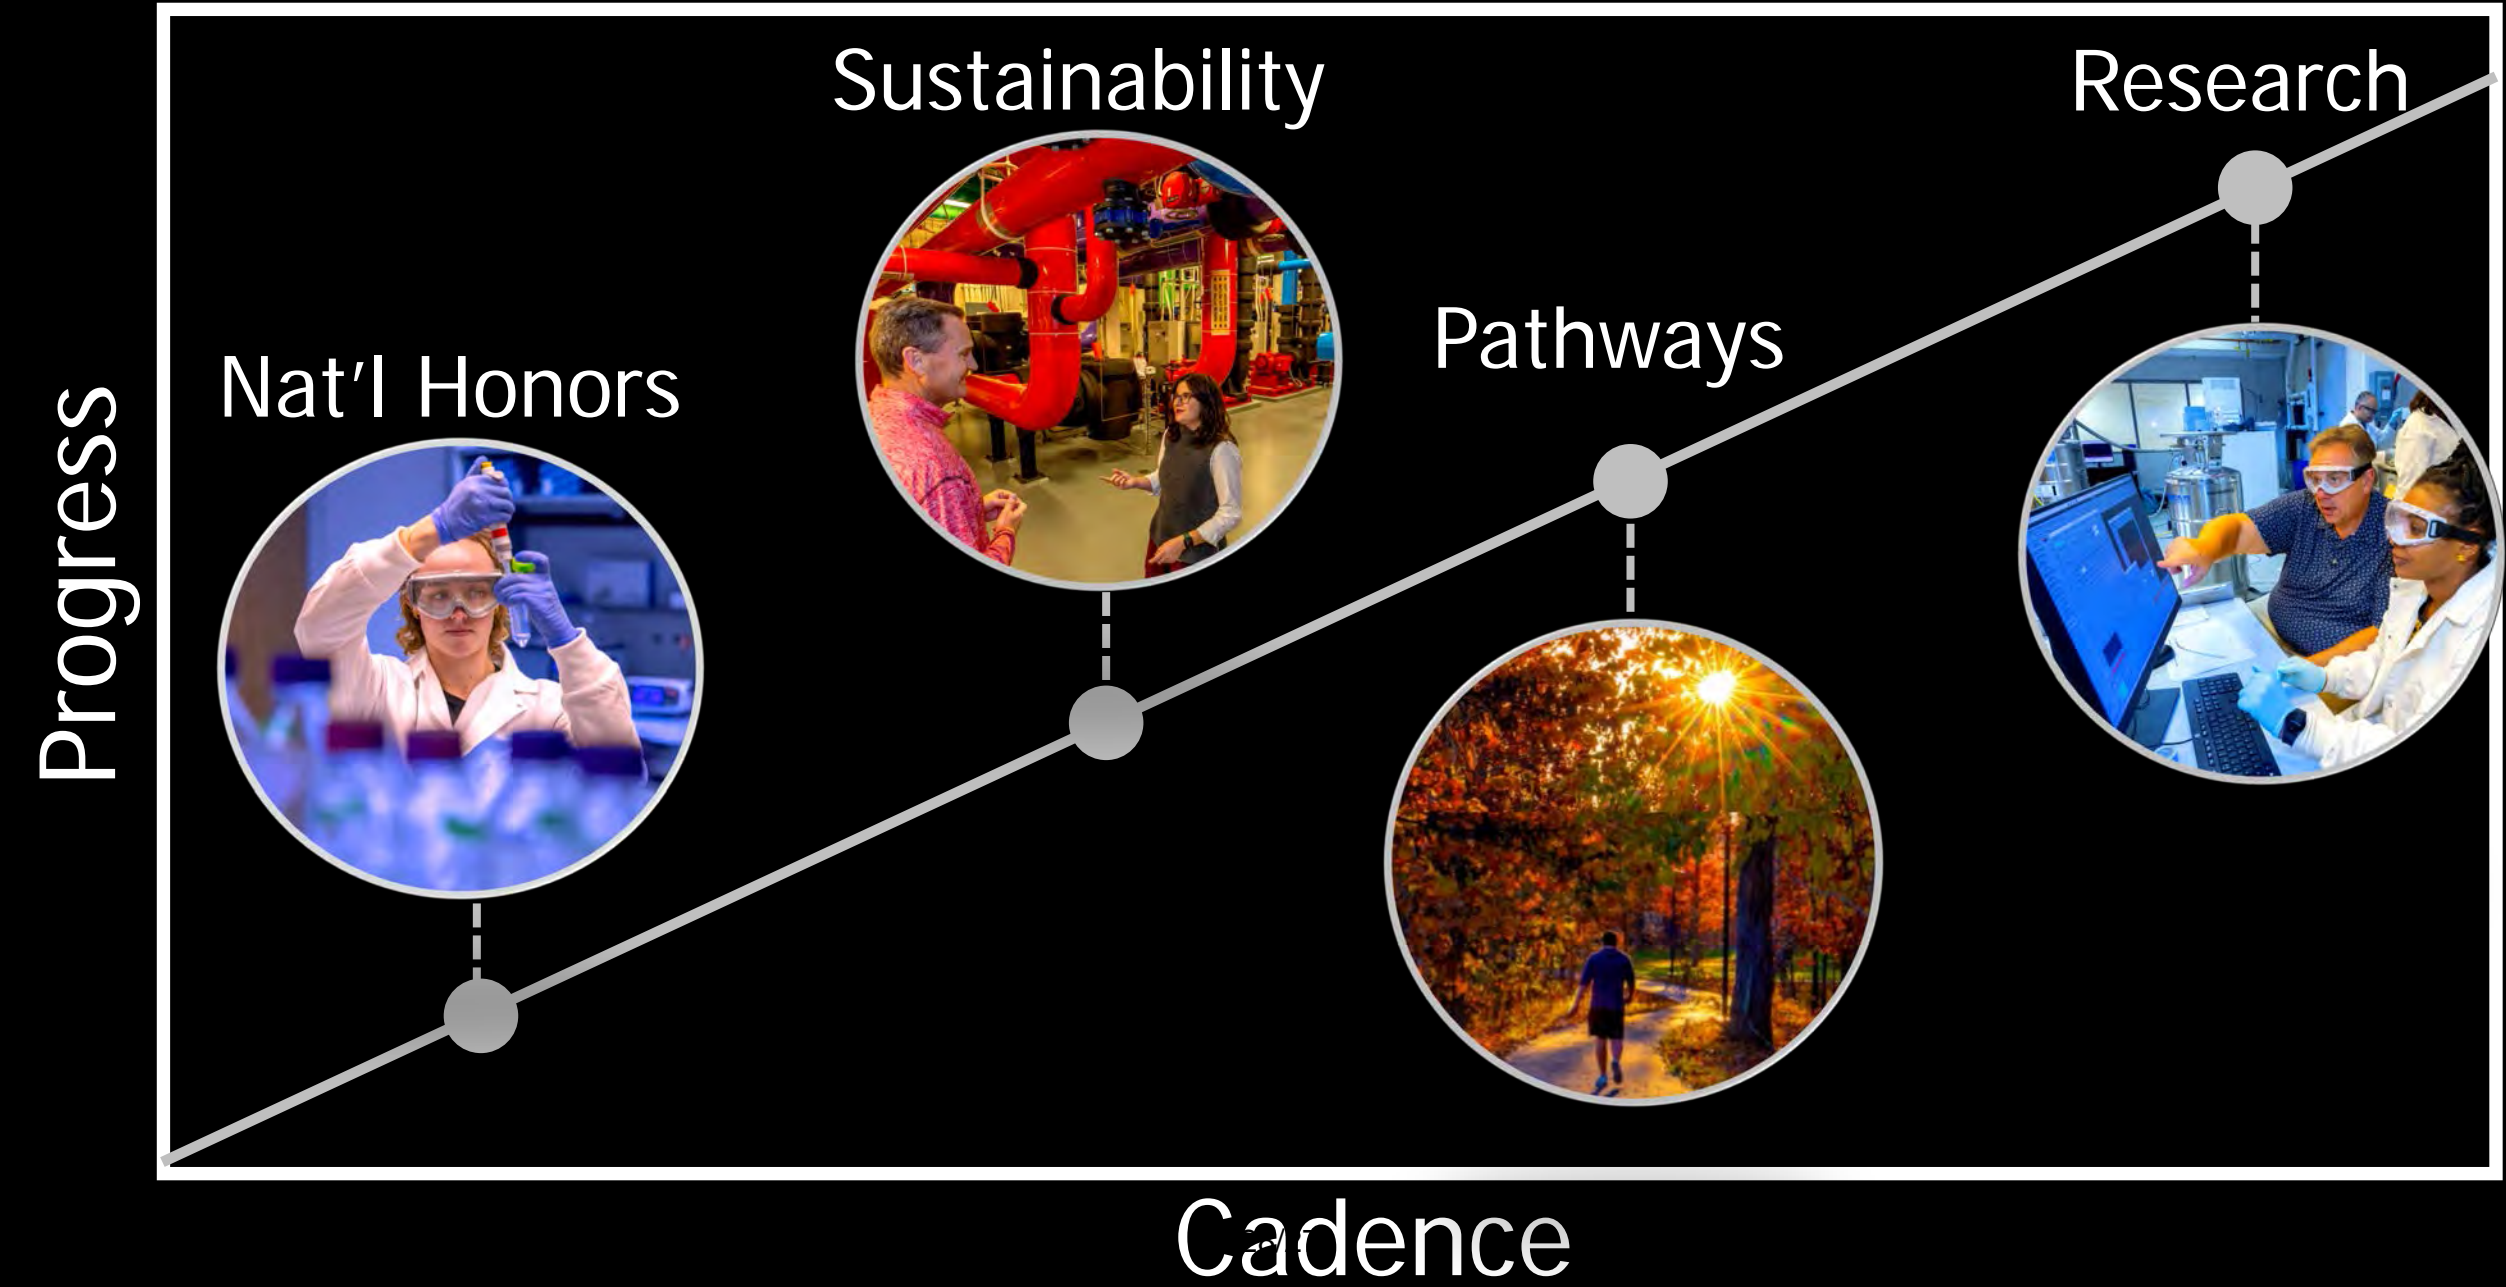 Sustainability
Research
Pathways
Nat'l Honors
Progress
Cadence